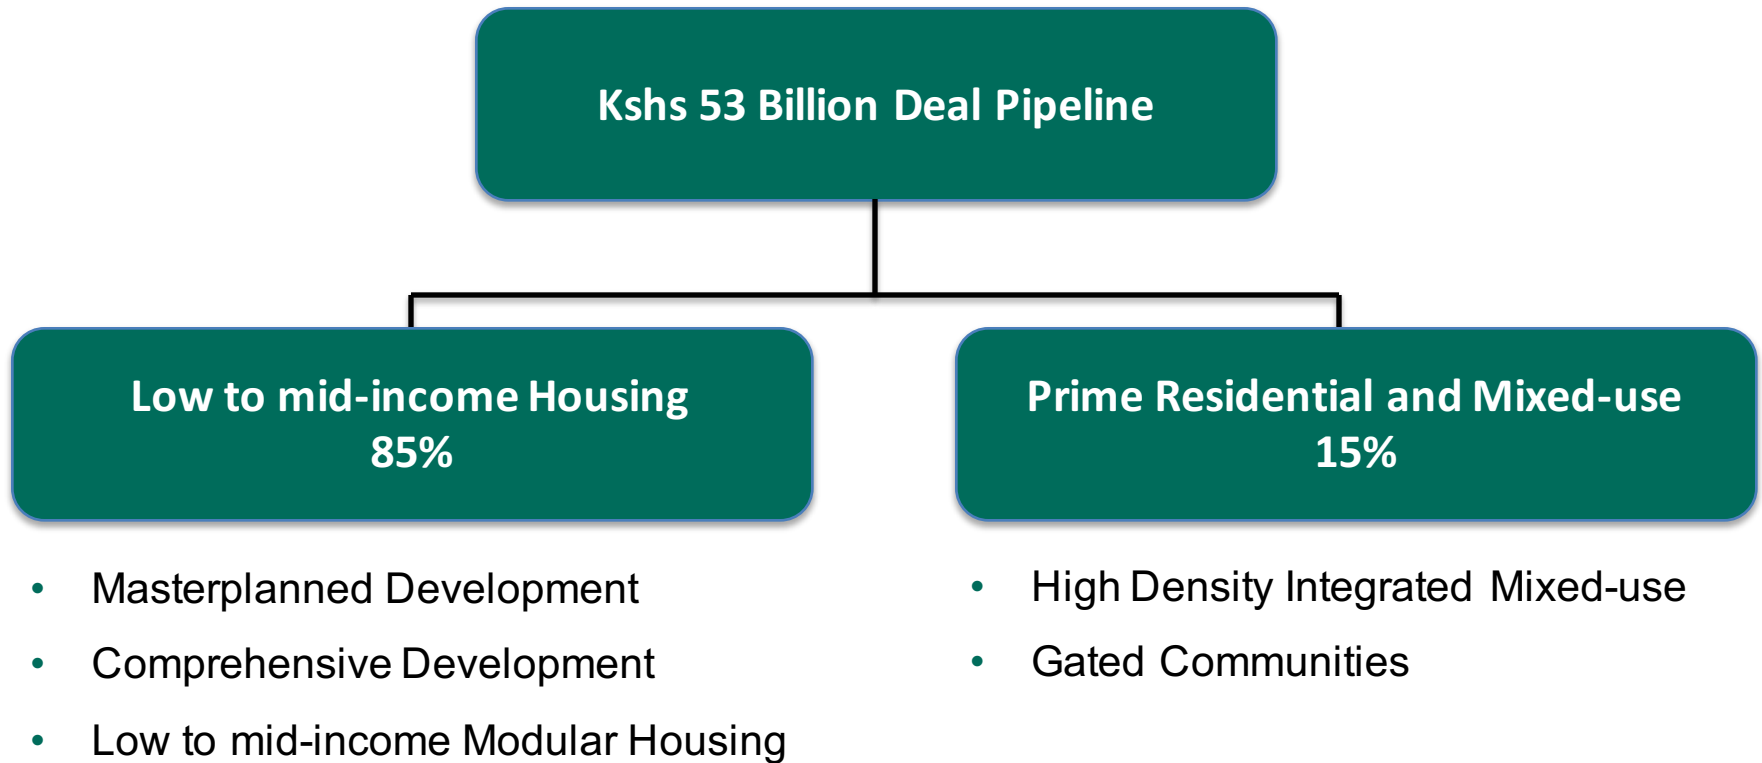 Kshs 53 Billion Deal Pipeline
Low to mid-income Housing
85%
• Masterplanned Development
• Comprehensive Development
• Low to mid-income Modular Housing
Prime Residential and Mixed-use
15%
• High Density Integrated Mixed-use
• Gated Communities